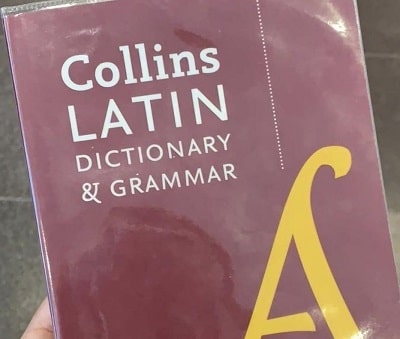 Collins
LATIN
DICTIONARY
& GRAMMAR
A